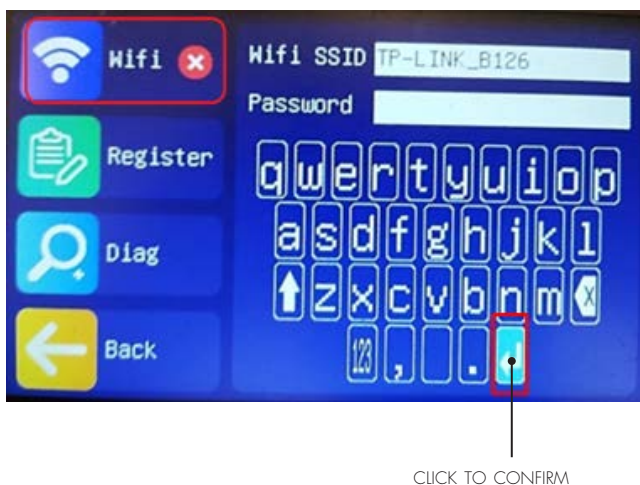 Wifi
Wifi SSID TP-LINK_B126
Password
Register
Diag
Back
q w e r t y u i o p
a s d f g h j k l
z x c v b n m
123 , .
CLICK TO CONFIRM